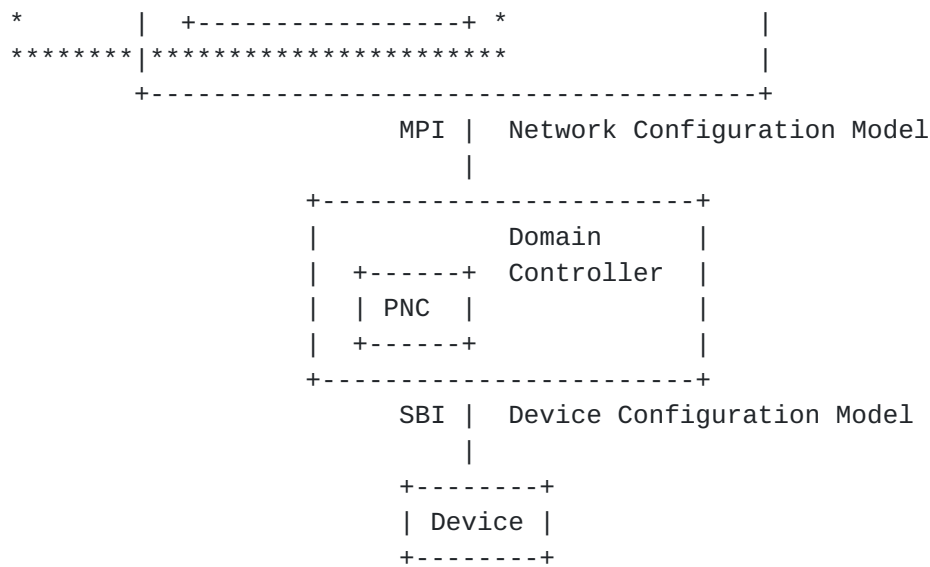 *       |  +-----------------+ *                |
********|***********************                |
        +---------------------------------------+
                         MPI |  Network Configuration Model
                             |
                   +------------------------+
                   |            Domain      |
                   |  +------+  Controller  |
                   |  | PNC  |              |
                   |  +------+              |
                   +------------------------+
                         SBI |  Device Configuration Model
                             |
                         +--------+
                         | Device |
                         +--------+